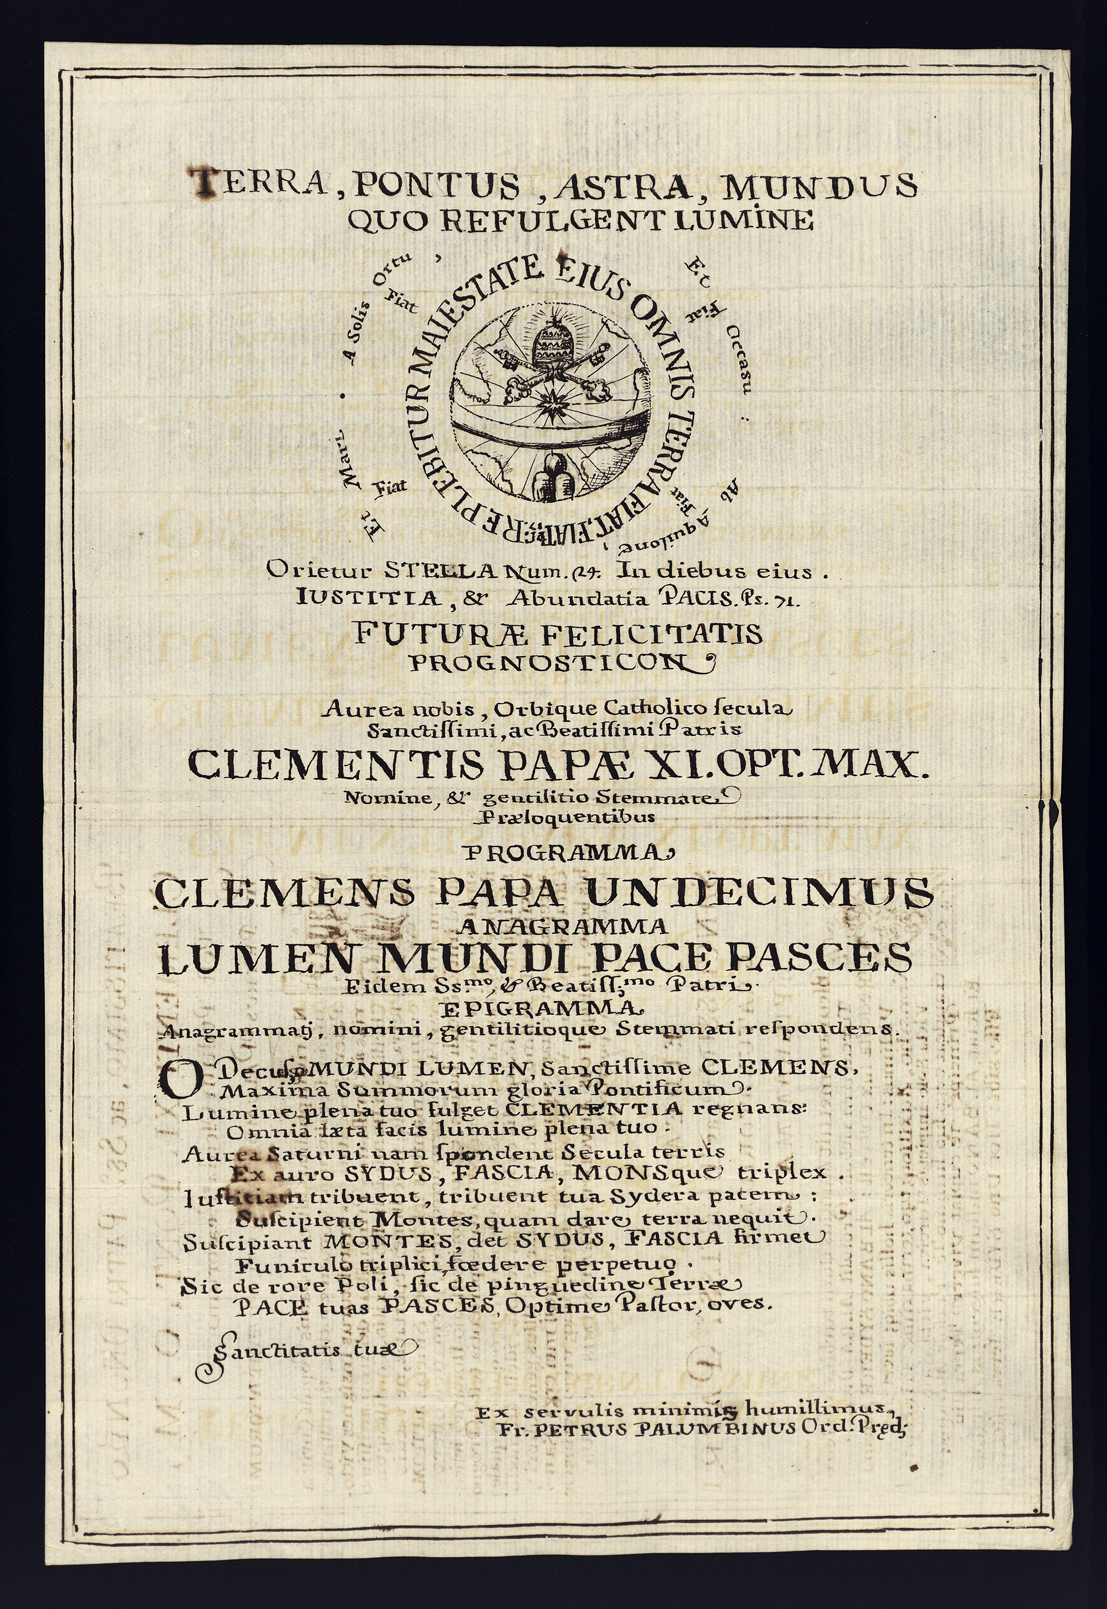 TERRA, PONTUS, ASTRA, MUNDUS
QUO REFULGENT LUMINE
REPLEBITUR MAIESTATE EIUS OMNIS TERRA FIAT. FIAT.
A Solis Ortu,
Fiat
Et
Fiat
Occasu:
Ab
Aquilone,
Fiat
Et
Mari.
Fiat
Orietur STELLA Num. 24. In diebus eius.
IUSTITIA, & Abundatia PACIS. Ps. 71.
FUTURÆ FELICITATIS
PROGNOSTICON
Aurea nobis, Orbique Catholico ſecula
Sanctiſſimi, ac Beatiſſimi Patris
CLEMENTIS PAPÆ XI. OPT. MAX.
Nomine, & gentilitio Stemmate
Præloquentibus
PROGRAMMA
CLEMENS PAPA UNDECIMUS
ANAGRAMMA
LUMEN MUNDI PACE PASCES
Eidem Ss.mo, & Beatiſſ.mo Patri.
EPIGRAMMA
Anagrammatj, nomini, gentilitioque Stemmati reſpondens.
O Decus, o MUNDI LUMEN, Sanctiſſime CLEMENS,
Maxima Summorum gloria Pontificum.
Lumine plena tuo fulget CLEMENTIA regnans:
Omnia læta facis lumine plena tuo.
Aurea Saturni nam ſpondent Secula terris
Ex auro SYDUS, FASCIA, MONSque triplex.
Iuſtitiam tribuent, tribuent tua Sydera pacem:
Suſcipient Montes, quam dare terra nequit.
Suſcipiant MONTES, det SYDUS, FASCIA firmet
Funiculo triplici, fœdere perpetuo.
Sic de rore Poli, ſic de pinguedine Terræ
PACE tuas PASCES, Optime Paſtor, oves.
Sanctitatis tuæ
Ex servulis minimis humillimus,
Fr. PETRUS PALUMBINUS Ord. Pręd;